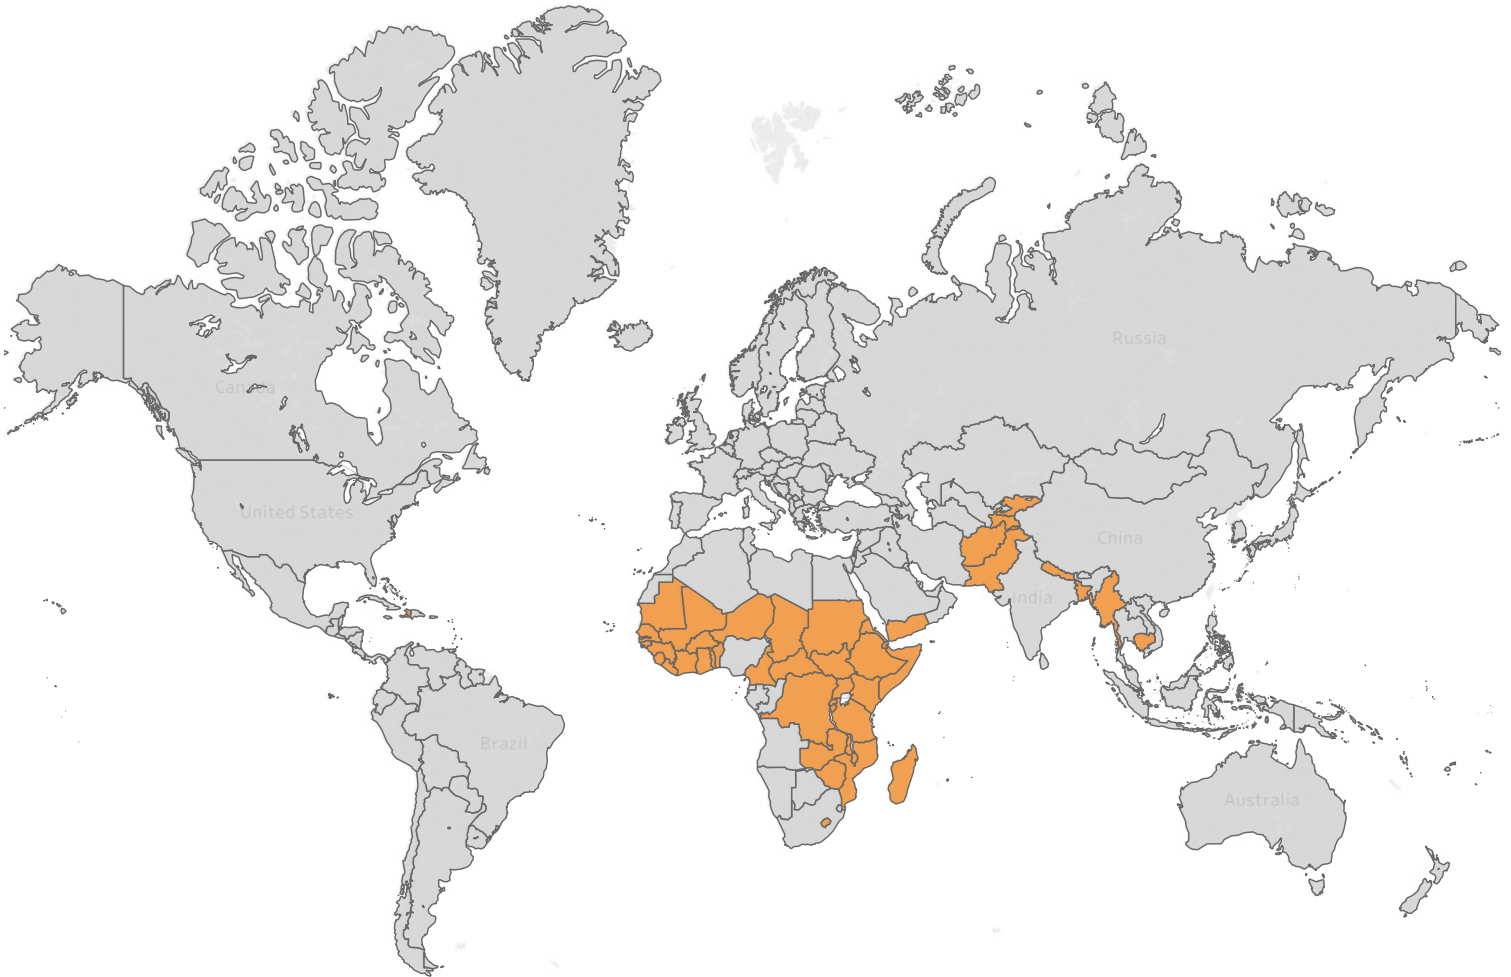 Russia
Canada
United States
China
India
Brazil
Australia